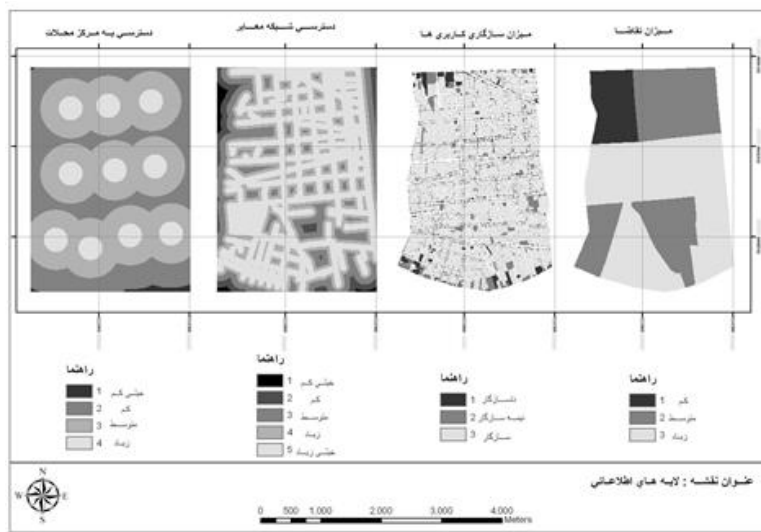 میزان تقاضا
میزان سازگاری کاربری ها
دسترسی شبکه معابر
دسترسی به مرکز محلات
راهنما
1 کم
2 متوسط
3 زیاد
راهنما
1 ناسازگار
2 نیمه سازگار
3 سازگار
راهنما
1 خیلی کم
2 کم
3 متوسط
4 زیاد
5 خیلی زیاد
راهنما
1 خیلی کم
2 کم
3 متوسط
4 زیاد
عنوان نقشه : لایه های اطلاعاتی
N
W E
S
0 500 1,000 2,000 3,000 4,000
Meters